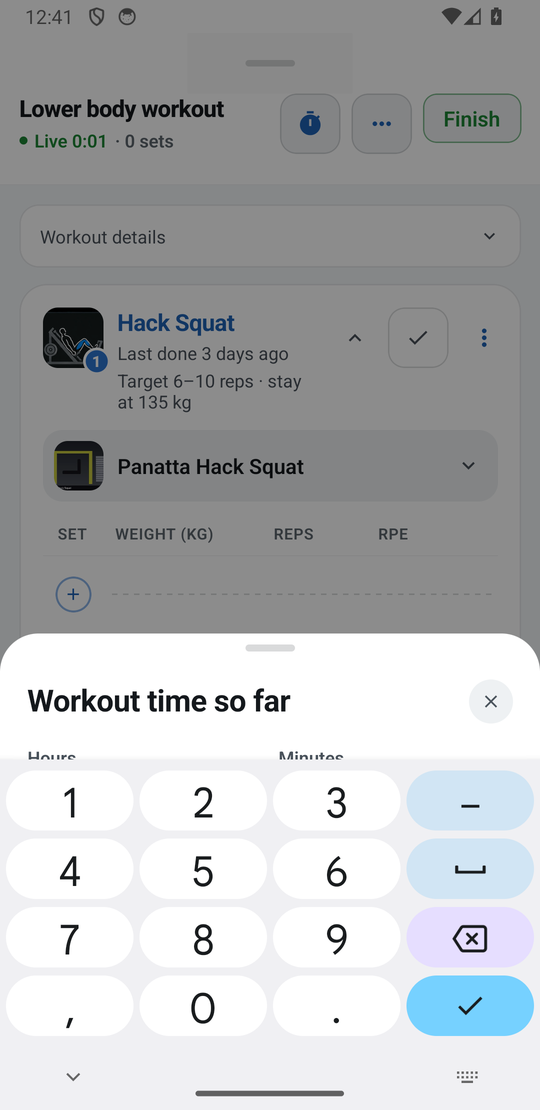 12:41
Lower body workout
Live 0:01 · 0 sets
Finish
Workout details
Hack Squat
1
Last done 3 days ago
Target 6–10 reps · stay
at 135 kg
Panatta Hack Squat
SET WEIGHT (KG) REPS RPE
Workout time so far
Hours Minutes
1 2 3 –
4 5 6
7 8 9
, 0 .